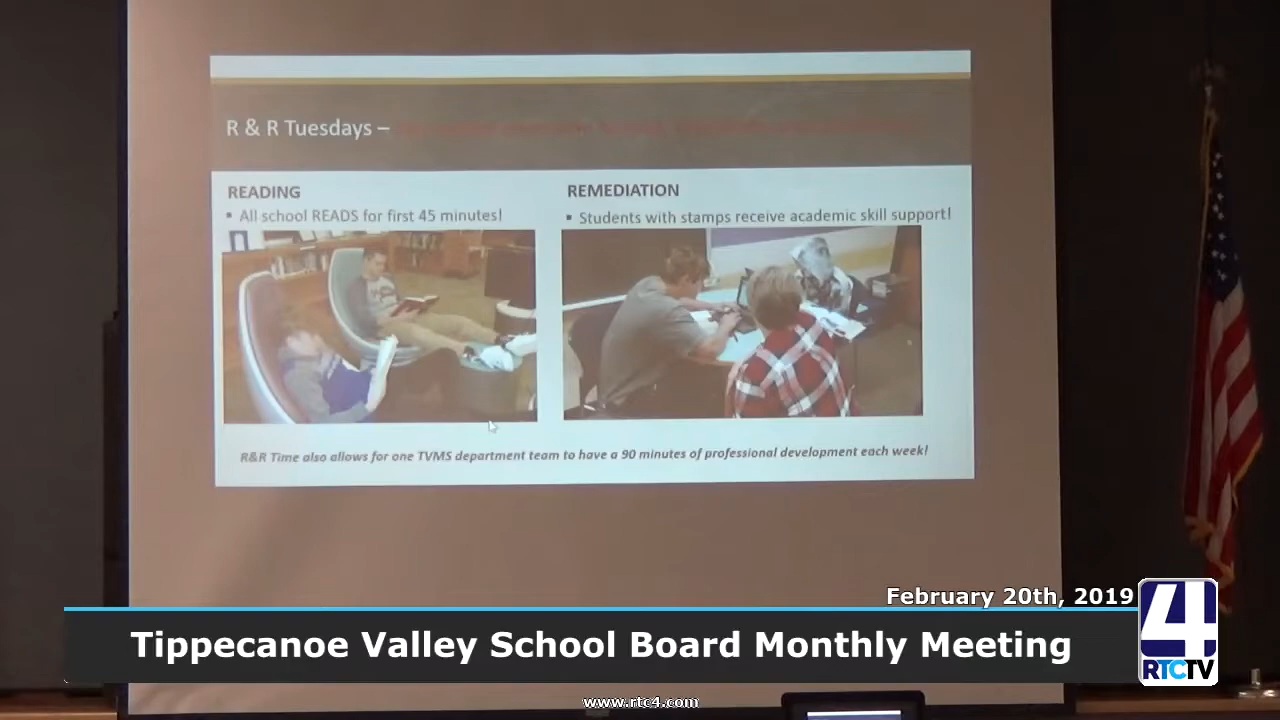 R & R Tuesdays –
READING
▪ All school READS for first 45 minutes!
REMEDIATION
▪ Students with stamps receive academic skill support!
R&R Time also allows for one TVMS department team to have a 90 minutes of professional development each week!
February 20th, 2019
Tippecanoe Valley School Board Monthly Meeting
4
RTCTV
www.rtc4.com